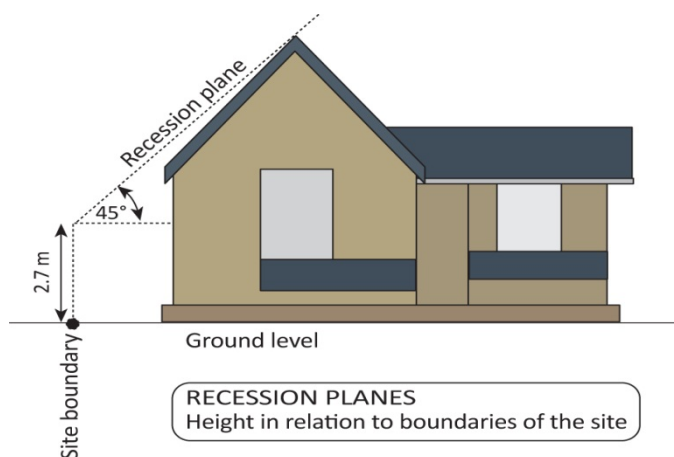 Recession plane
45°
2.7 m
Site boundary
Ground level
RECESSION PLANES
Height in relation to boundaries of the site